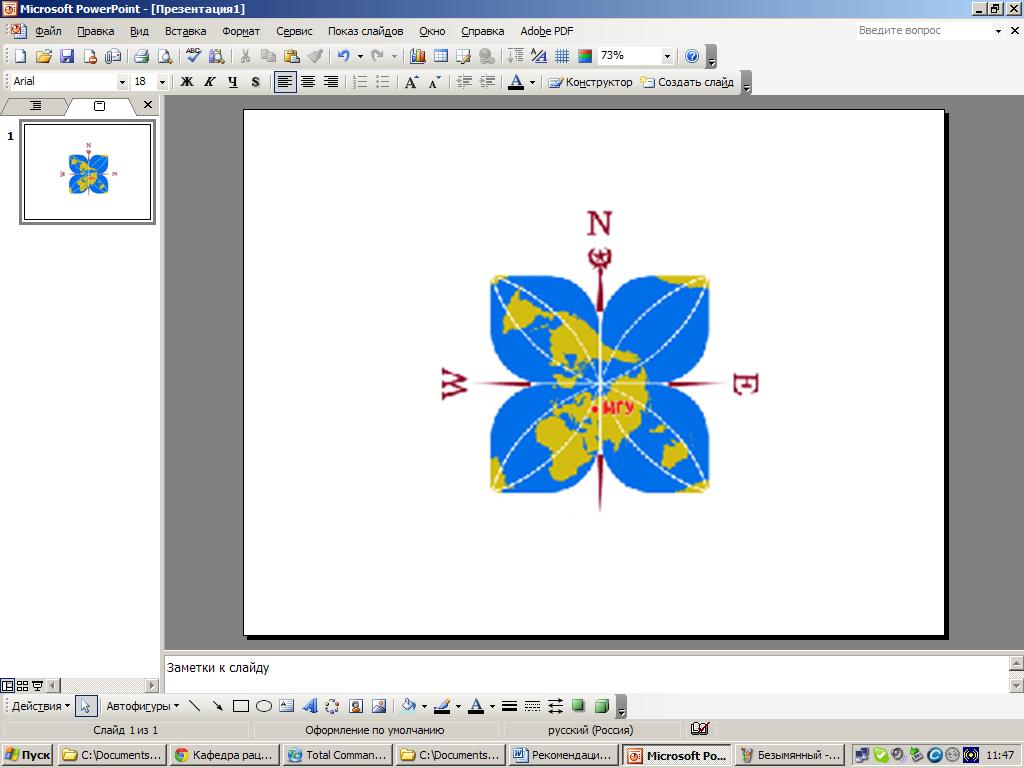 Microsoft PowerPoint - [Презентация1]
Файл Правка Вид Вставка Формат Сервис Показ слайдов Окно Справка Adobe PDF Введите вопрос
73%
Arial 18 Ж К Ч S Конструктор Создать слайд
1
N
W E
МГУ
Заметки к слайду
Действия Автофигуры
Слайд 1 из 1 Оформление по умолчанию русский (Россия)
Пуск C:\Documents... Кафедра рац... Total Comman... C:\Documents... Рекомендаци... Microsoft Po... Безымянный -... 11:47